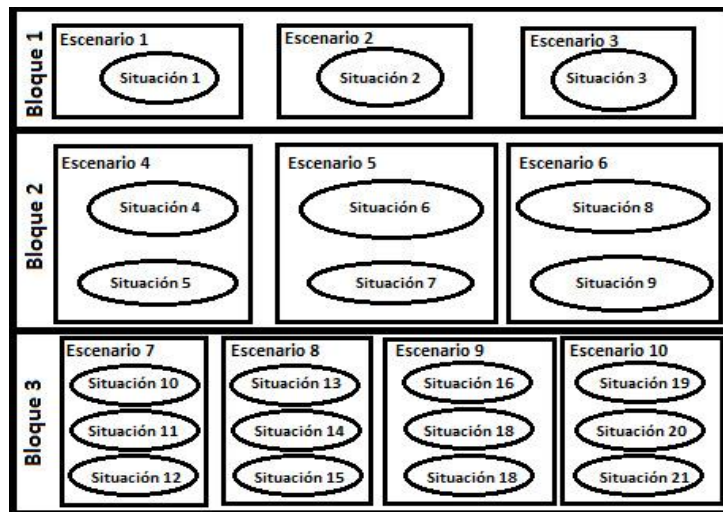 Bloque 1
Escenario 1
Situación 1
Escenario 2
Situación 2
Escenario 3
Situación 3
Bloque 2
Escenario 4
Situación 4
Situación 5
Escenario 5
Situación 6
Situación 7
Escenario 6
Situación 8
Situación 9
Bloque 3
Escenario 7
Situación 10
Situación 11
Situación 12
Escenario 8
Situación 13
Situación 14
Situación 15
Escenario 9
Situación 16
Situación 18
Situación 18
Escenario 10
Situación 19
Situación 20
Situación 21